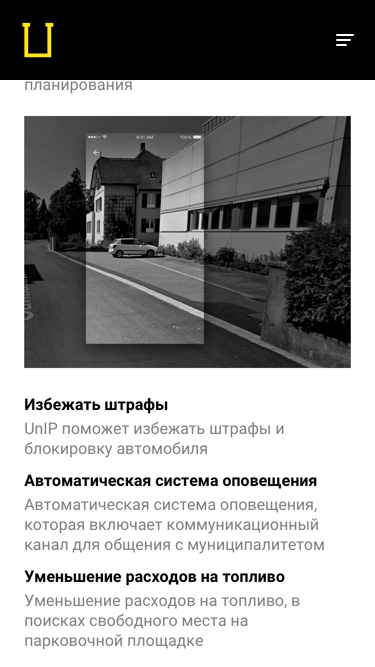 планирования
9:41 AM
100%
Избежать штрафы
UnIP поможет избежать штрафы и
блокировку автомобиля
Автоматическая система оповещения
Автоматическая система оповещения,
которая включает коммуникационный
канал для общения с муниципалитетом
Уменьшение расходов на топливо
Уменьшение расходов на топливо, в
поисках свободного места на
парковочной площадке